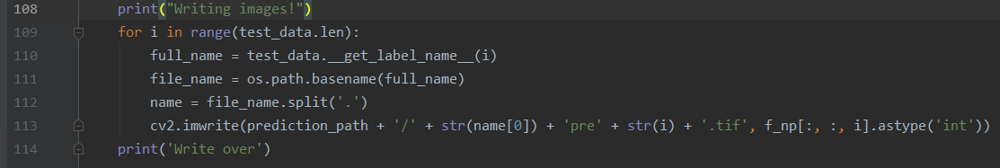 108 print("Writing images!")
109 for i in range(test_data.len):
110 full_name = test_data.__get_label_name__(i)
111 file_name = os.path.basename(full_name)
112 name = file_name.split('.')
113 cv2.imwrite(prediction_path + '/' + str(name[0]) + 'pre' + str(i) + '.tif', f_np[:, :, i].astype('int'))
114 print('Write over')